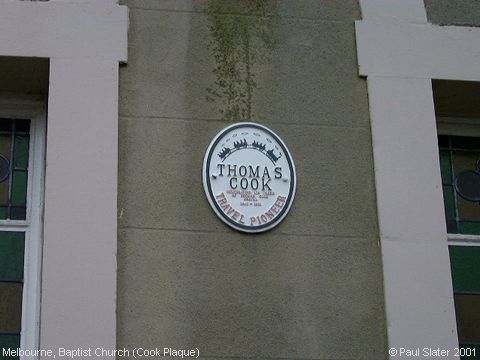 THOMAS
COOK
TRAVEL PIONEER
Melbourne, Baptist Church (Cook Plaque)
© Paul Slater 2001